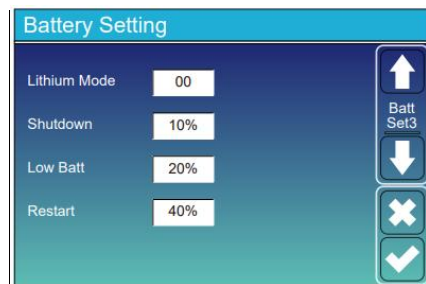 Battery Setting
Lithium Mode 00
Shutdown 10%
Low Batt 20%
Restart 40%
Batt
Set3